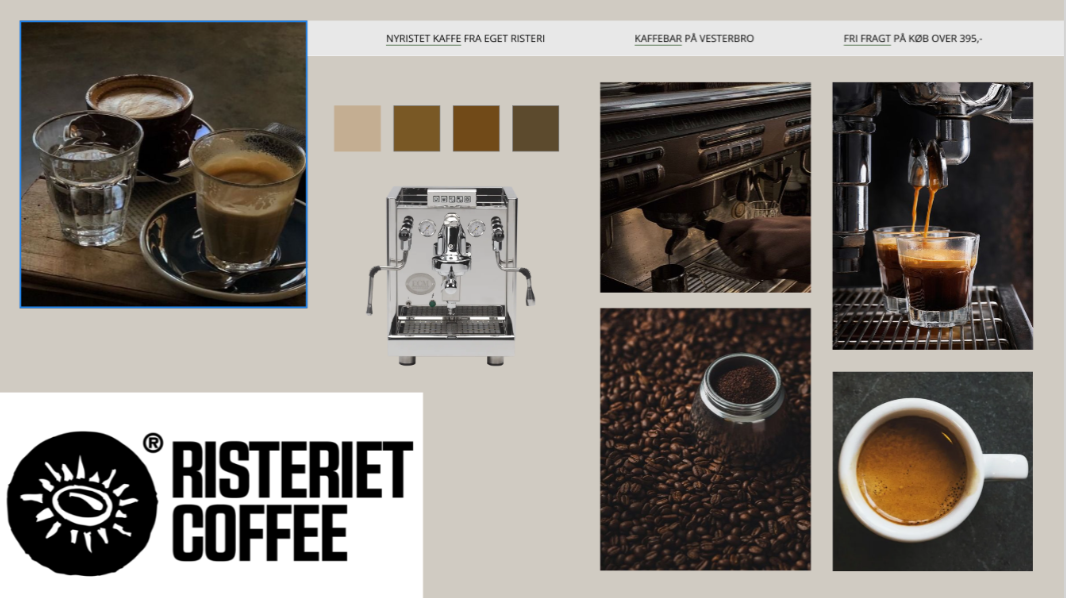 NYRISTET KAFFE FRA EGET RISTERI
KAFFEBAR PÅ VESTERBRO
FRI FRAGT PÅ KØB OVER 395,-
® RISTERIET
COFFEE